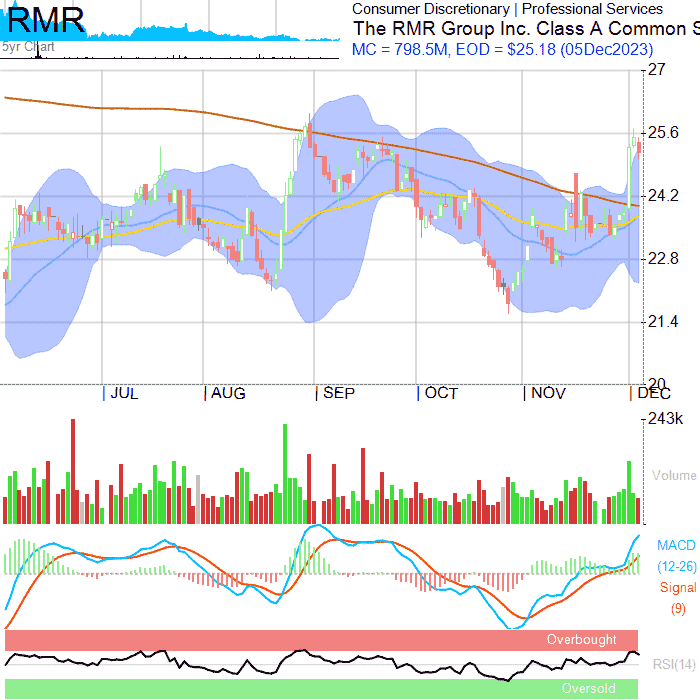 RMR
5yr Chart
Consumer Discretionary | Professional Services
The RMR Group Inc. Class A Common S
MC = 798.5M, EOD = $25.18 (05Dec2023)
27
25.6
24.2
22.8
21.4
20
JUL AUG SEP OCT NOV DEC
243k
Volume
MACD
(12-26)
Signal
(9)
Overbought
RSI(14)
Oversold